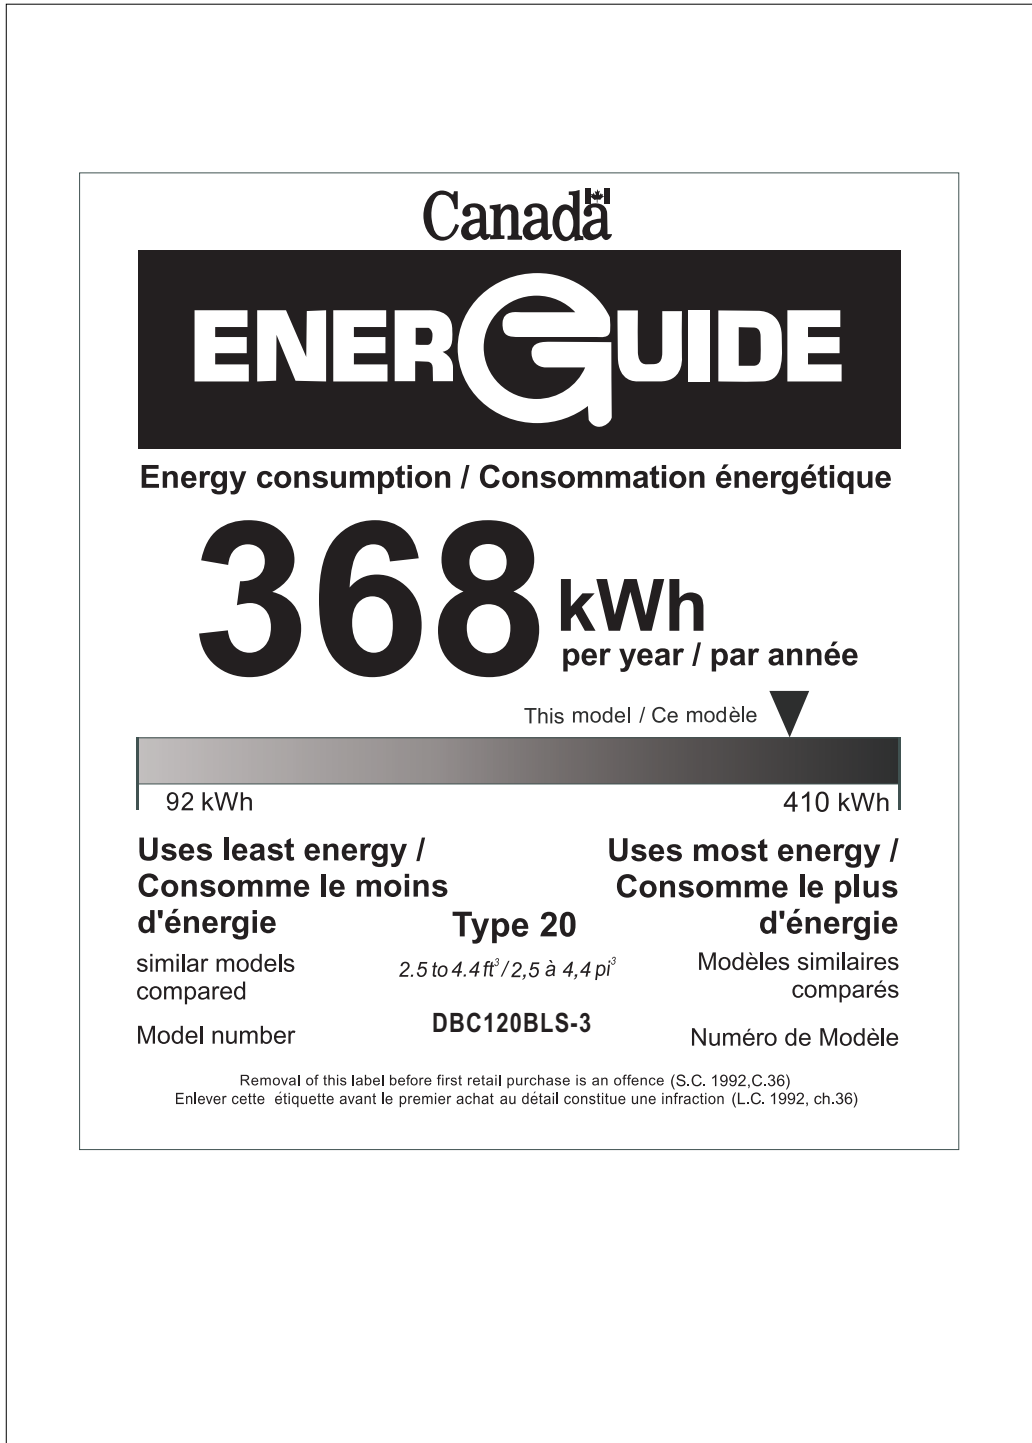 Canada
ENERGUIDE
Energy consumption / Consommation énergétique
368 kWh
per year / par année
This model / Ce modèle
92 kWh
410 kWh
Uses least energy /
Consomme le moins
d'énergie
similar models
compared
Model number
Type 20
2.5 to 4.4 ft³ / 2,5 à 4,4 pi³
DBC120BLS-3
Uses most energy /
Consomme le plus
d'énergie
Modèles similaires
comparés
Numéro de Modèle
Removal of this label before first retail purchase is an offence (S.C. 1992,C.36)
Enlever cette étiquette avant le premier achat au détail constitue une infraction (L.C. 1992, ch.36)